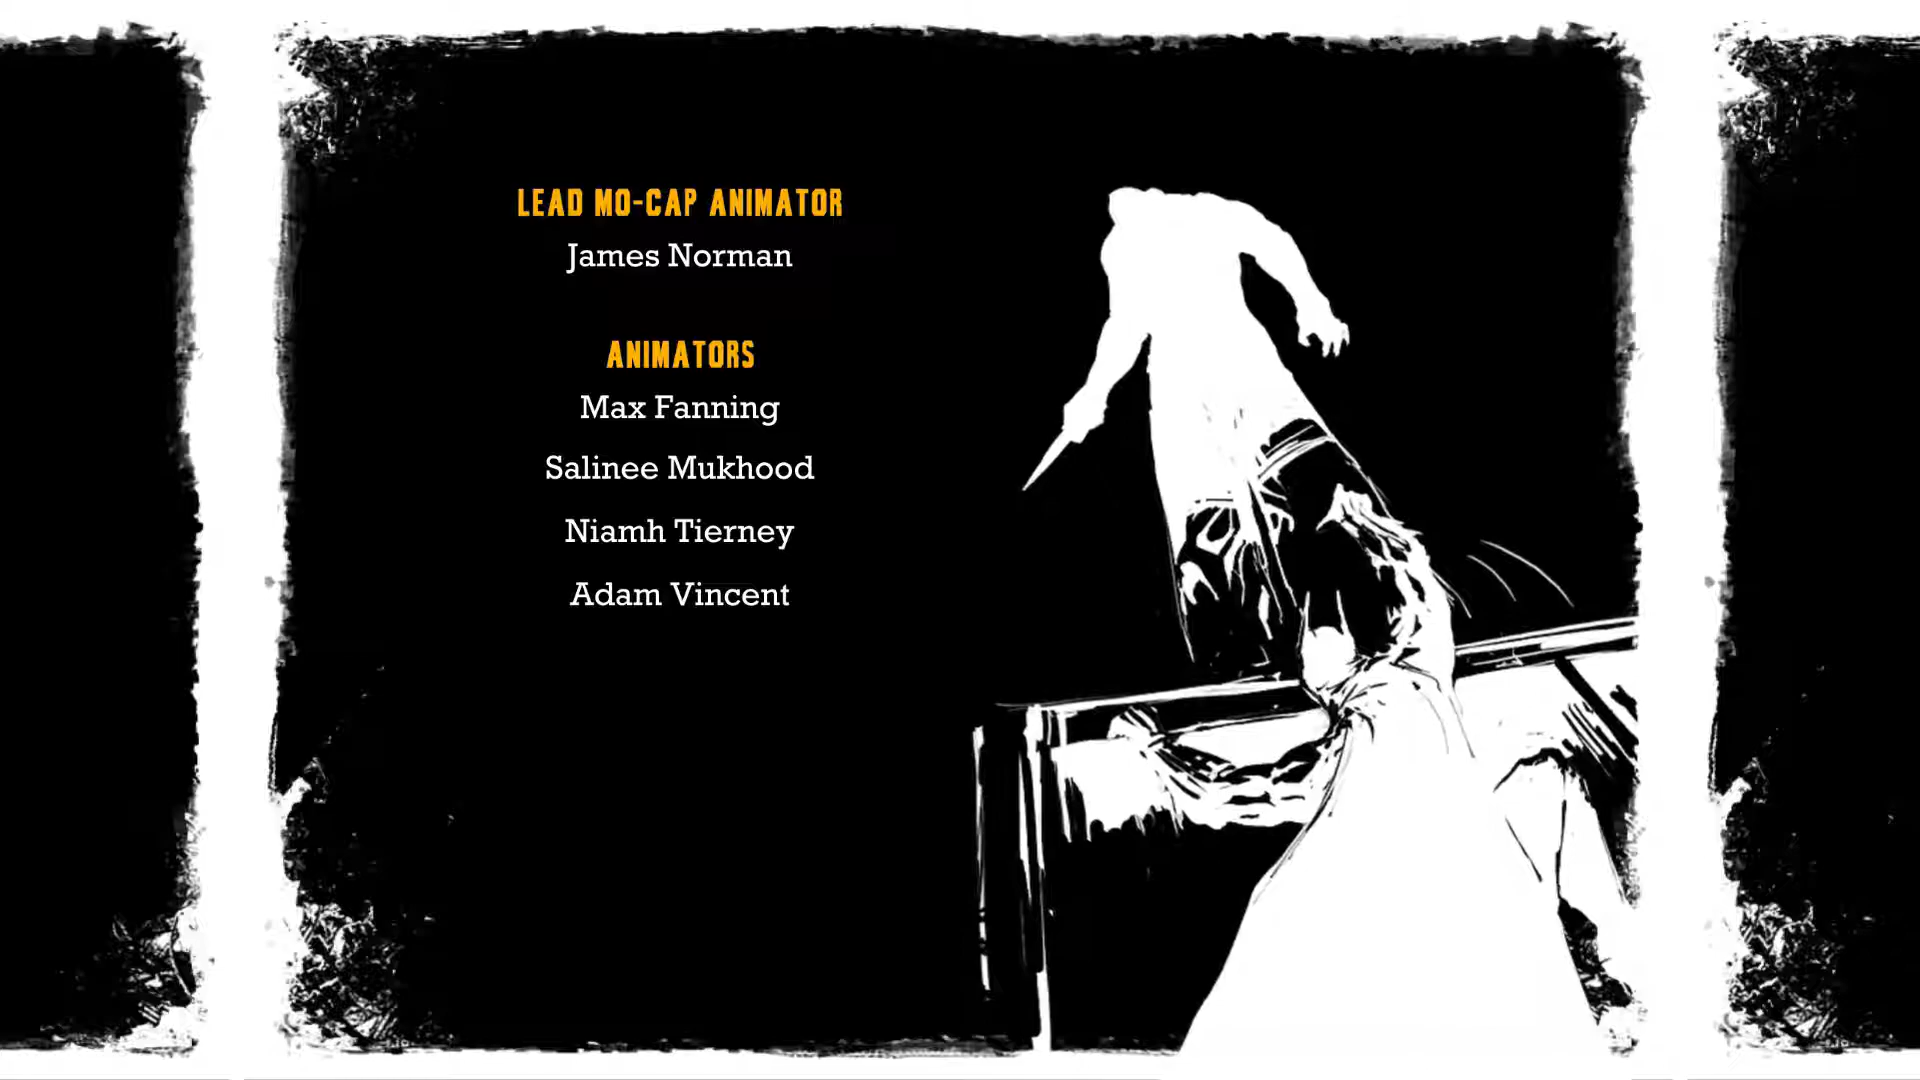 LEAD MO-CAP ANIMATOR
James Norman
ANIMATORS
Max Fanning
Salinee Mukhood
Niamh Tierney
Adam Vincent